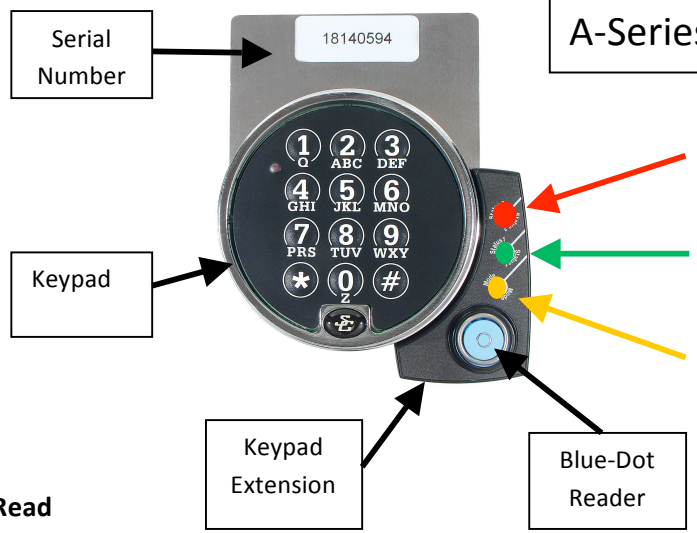 Serial
Number
18140594
A-Series
1 2 3
Q ABC DEF
4 5 6
GHI JKL MNO
7 8 9
PRS TUV WXY
* 0 #
Z
Keypad
Keypad
Extension
Blue-Dot
Reader
Read